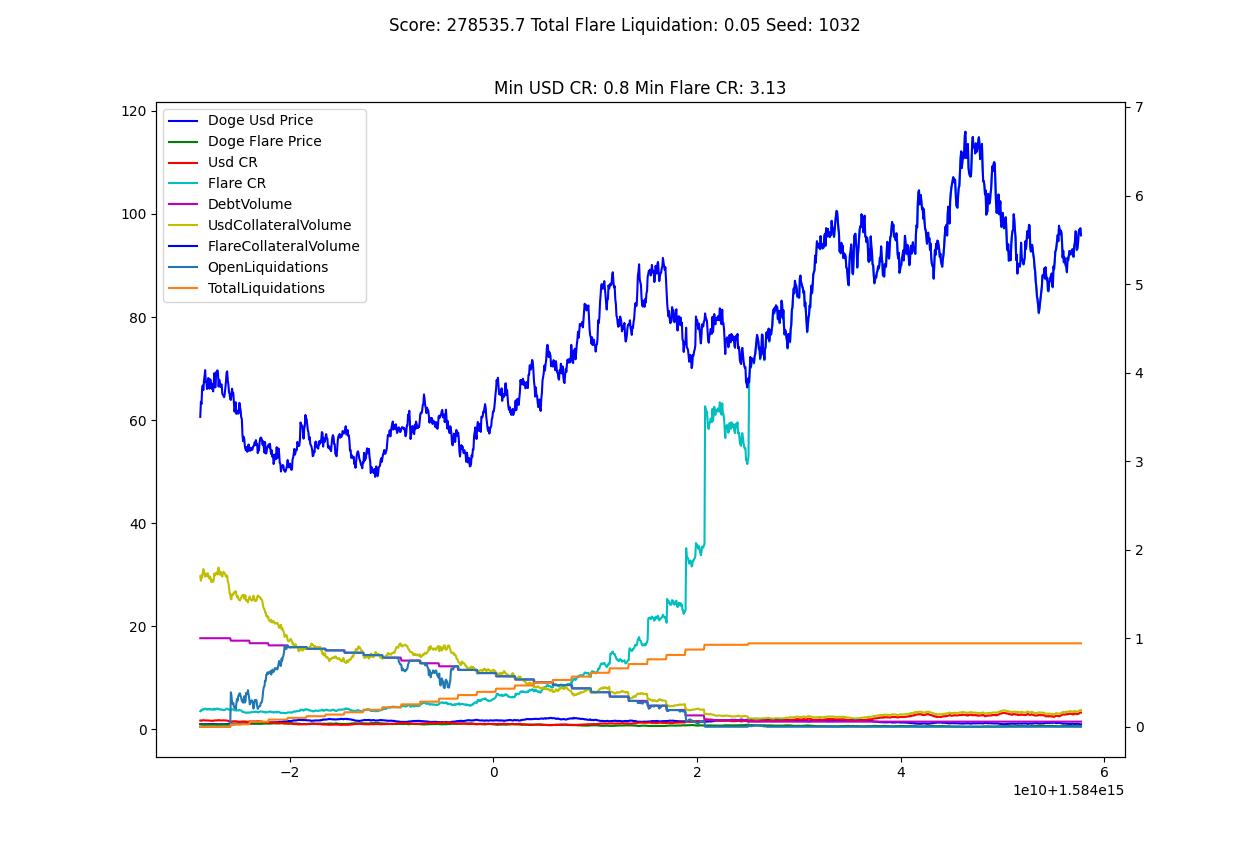 Score: 278535.7 Total Flare Liquidation: 0.05 Seed: 1032
Min USD CR: 0.8 Min Flare CR: 3.13
Doge Usd Price
Doge Flare Price
Usd CR
Flare CR
DebtVolume
UsdCollateralVolume
FlareCollateralVolume
OpenLiquidations
TotalLiquidations
120
100
80
60
40
20
0
7
6
5
4
3
2
1
0
−2
0
2
4
6
1e10+1.584e15